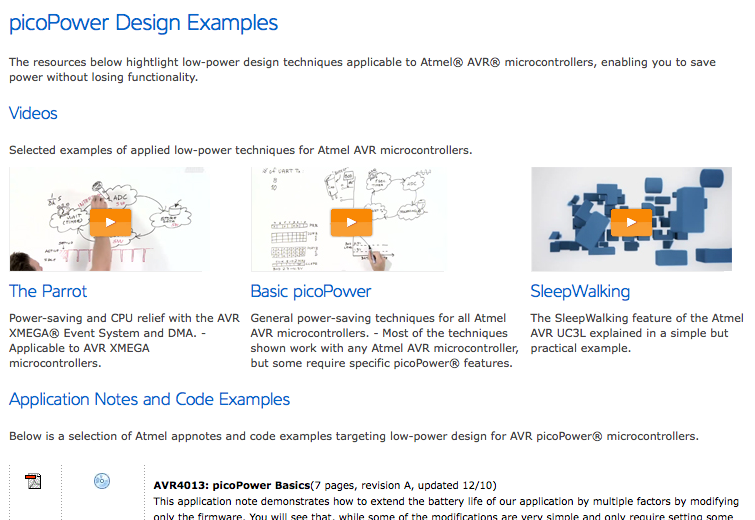 picoPower Design Examples
The resources below hightlight low-power design techniques applicable to Atmel® AVR® microcontrollers, enabling you to save
power without losing functionality.
Videos
Selected examples of applied low-power techniques for Atmel AVR microcontrollers.
ADC
ADC
The Parrot
Power-saving and CPU relief with the AVR
XMEGA® Event System and DMA. -
Applicable to AVR XMEGA
microcontrollers.
Basic picoPower
General power-saving techniques for all Atmel
AVR microcontrollers. - Most of the techniques
shown work with any Atmel AVR microcontroller,
but some require specific picoPower® features.
SleepWalking
The SleepWalking feature of the Atmel
AVR UC3L explained in a simple but
practical example.
Application Notes and Code Examples
Below is a selection of Atmel appnotes and code examples targeting low-power design for AVR picoPower® microcontrollers.
AVR4013: picoPower Basics(7 pages, revision A, updated 12/10)
This application note demonstrates how to extend the battery life of our application by multiple factors by modifying
only the firmware. You will see that, while some of the modifications are very simple and only require setting some